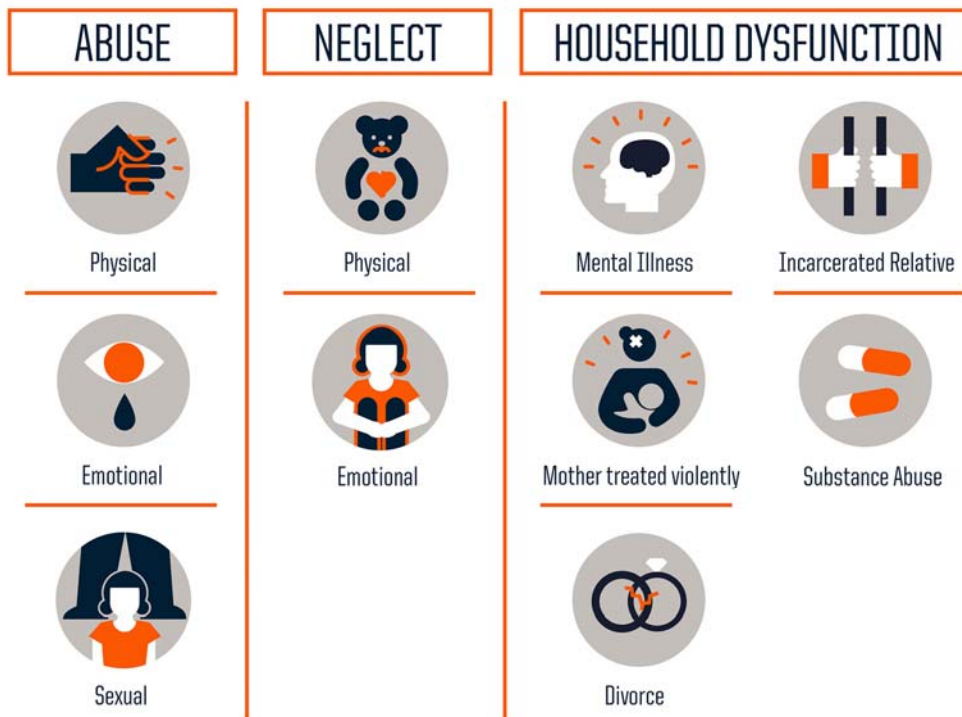 ABUSE
NEGLECT
HOUSEHOLD DYSFUNCTION
Physical
Physical
Mental Illness
Incarcerated Relative
Emotional
Emotional
Mother treated violently
Substance Abuse
Sexual
Divorce